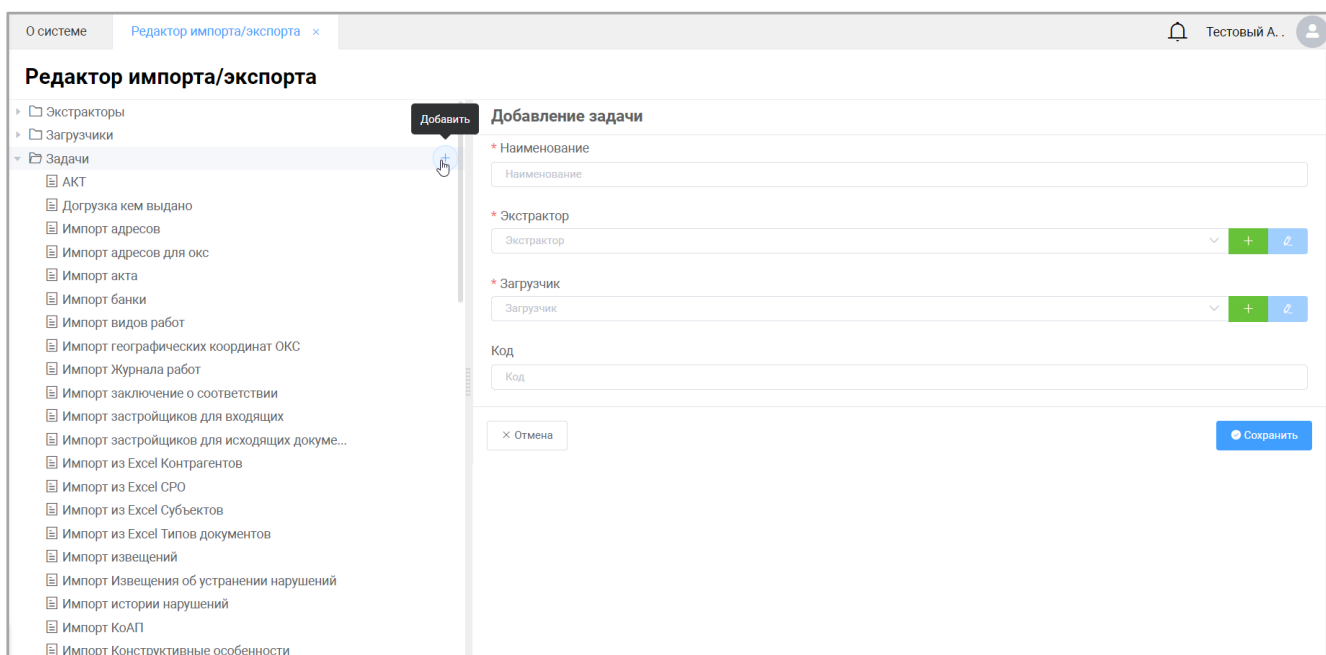 О системе
Редактор импорта/экспорта ×
Тестовый А. .
Редактор импорта/экспорта
Экстракторы
Загрузчики
Задачи
Добавить
АКТ
Догрузка кем выдано
Импорт адресов
Импорт адресов для окс
Импорт акта
Импорт банки
Импорт видов работ
Импорт географических координат ОКС
Импорт Журнала работ
Импорт заключение о соответствии
Импорт застройщиков для входящих
Импорт застройщиков для исходящих докуме...
Импорт из Excel Контрагентов
Импорт из Excel СРО
Импорт из Excel Субъектов
Импорт из Excel Типов документов
Импорт извещений
Импорт Извещения об устранении нарушений
Импорт истории нарушений
Импорт КоАП
Импорт Конструктивные особенности
Добавление задачи
* Наименование
Наименование
* Экстрактор
Экстрактор
* Загрузчик
Загрузчик
Код
Код
× Отмена
Сохранить